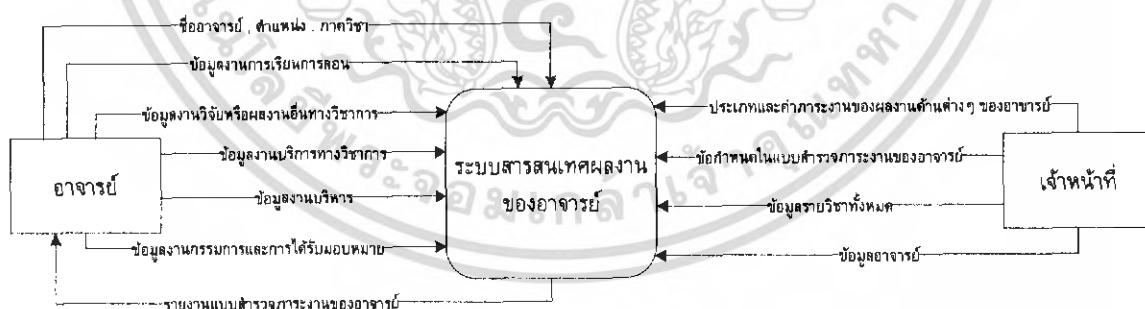 ชื่ออาจารย์ , ตำแหน่ง . ภาควิชา
ข้อมูลงานการเรียนการสอน
ข้อมูลงานวิจัยหรือผลงานอื่นทางวิชาการ
ข้อมูลงานบริการทางวิชาการ
ข้อมูลงานบริหาร
ข้อมูลงานกรรมการและการได้รับมอบหมาย
รายงานแบบสำรวจภาระงานของอาจารย์
อาจารย์
ระบบสารสนเทศผลงาน
ของอาจารย์
ประเภทและค่าภาระงานของผลงานด้านต่างๆ ของอาจารย์
ข้อกำหนดในแบบสำรวจภาระงานของอาจารย์
ข้อมูลรายวิชาทั้งหมด
ข้อมูลอาจารย์
เจ้าหน้าที่